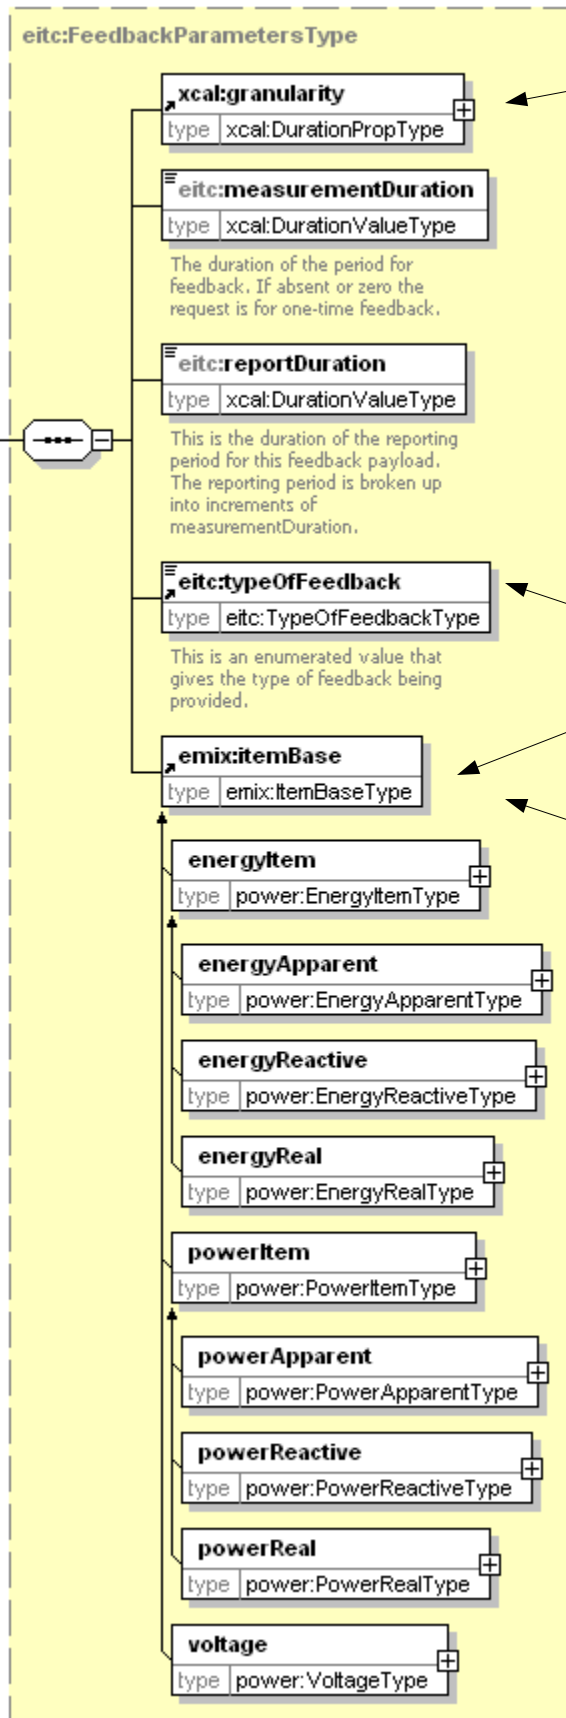 eitc:FeedbackParametersType
xcal:granularity
type xcal:DurationPropType
eitc:measurementDuration
type xcal:DurationValueType
The duration of the period for
feedback. If absent or zero the
request is for one-time feedback.
eitc:reportDuration
type xcal:DurationValueType
This is the duration of the reporting
period for this feedback payload.
The reporting period is broken up
into increments of
measurementDuration.
eitc:typeOfFeedback
type eitc:TypeOfFeedbackType
This is an enumerated value that
gives the type of feedback being
provided.
emix:itemBase
type emix:ItemBaseType
energyItem
type power:EnergyItemType
energyApparent
type power:EnergyApparentType
energyReactive
type power:EnergyReactiveType
energyReal
type power:EnergyRealType
powerItem
type power:PowerItemType
powerApparent
type power:PowerApparentType
powerReactive
type power:PowerReactiveType
powerReal
type power:PowerRealType
voltage
type power:VoltageType